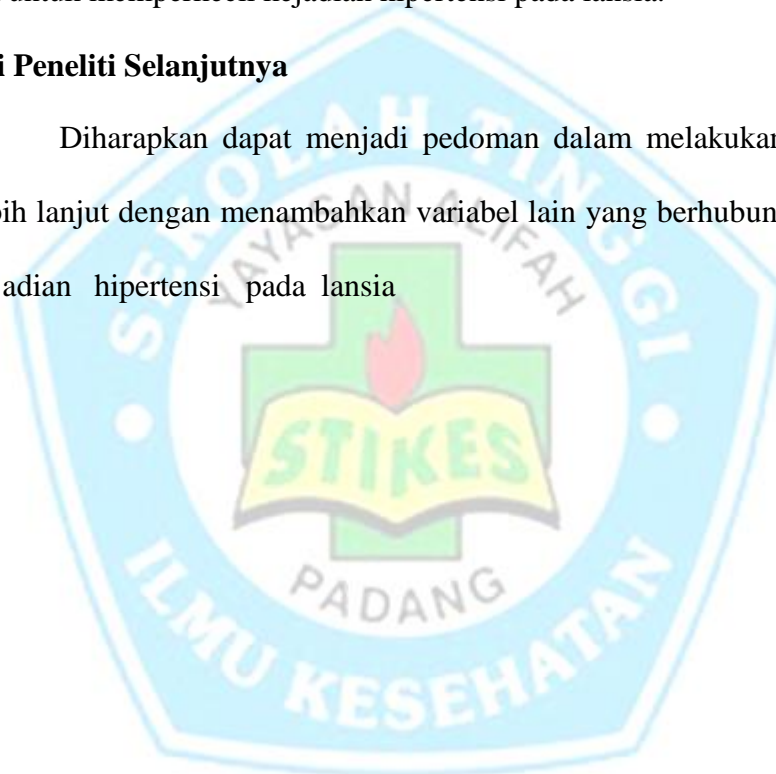 untuk memperkecil kejadian hipertensi pada lansia.
i Peneliti Selanjutnya
Diharapkan dapat menjadi pedoman dalam melakukan
bih lanjut dengan menambahkan variabel lain yang berhubun
adian hipertensi pada lansia
SEKOLAH TINGGI
YAYASAN ALIFAH
STIKES
PADANG
ILMU KESEHATAN